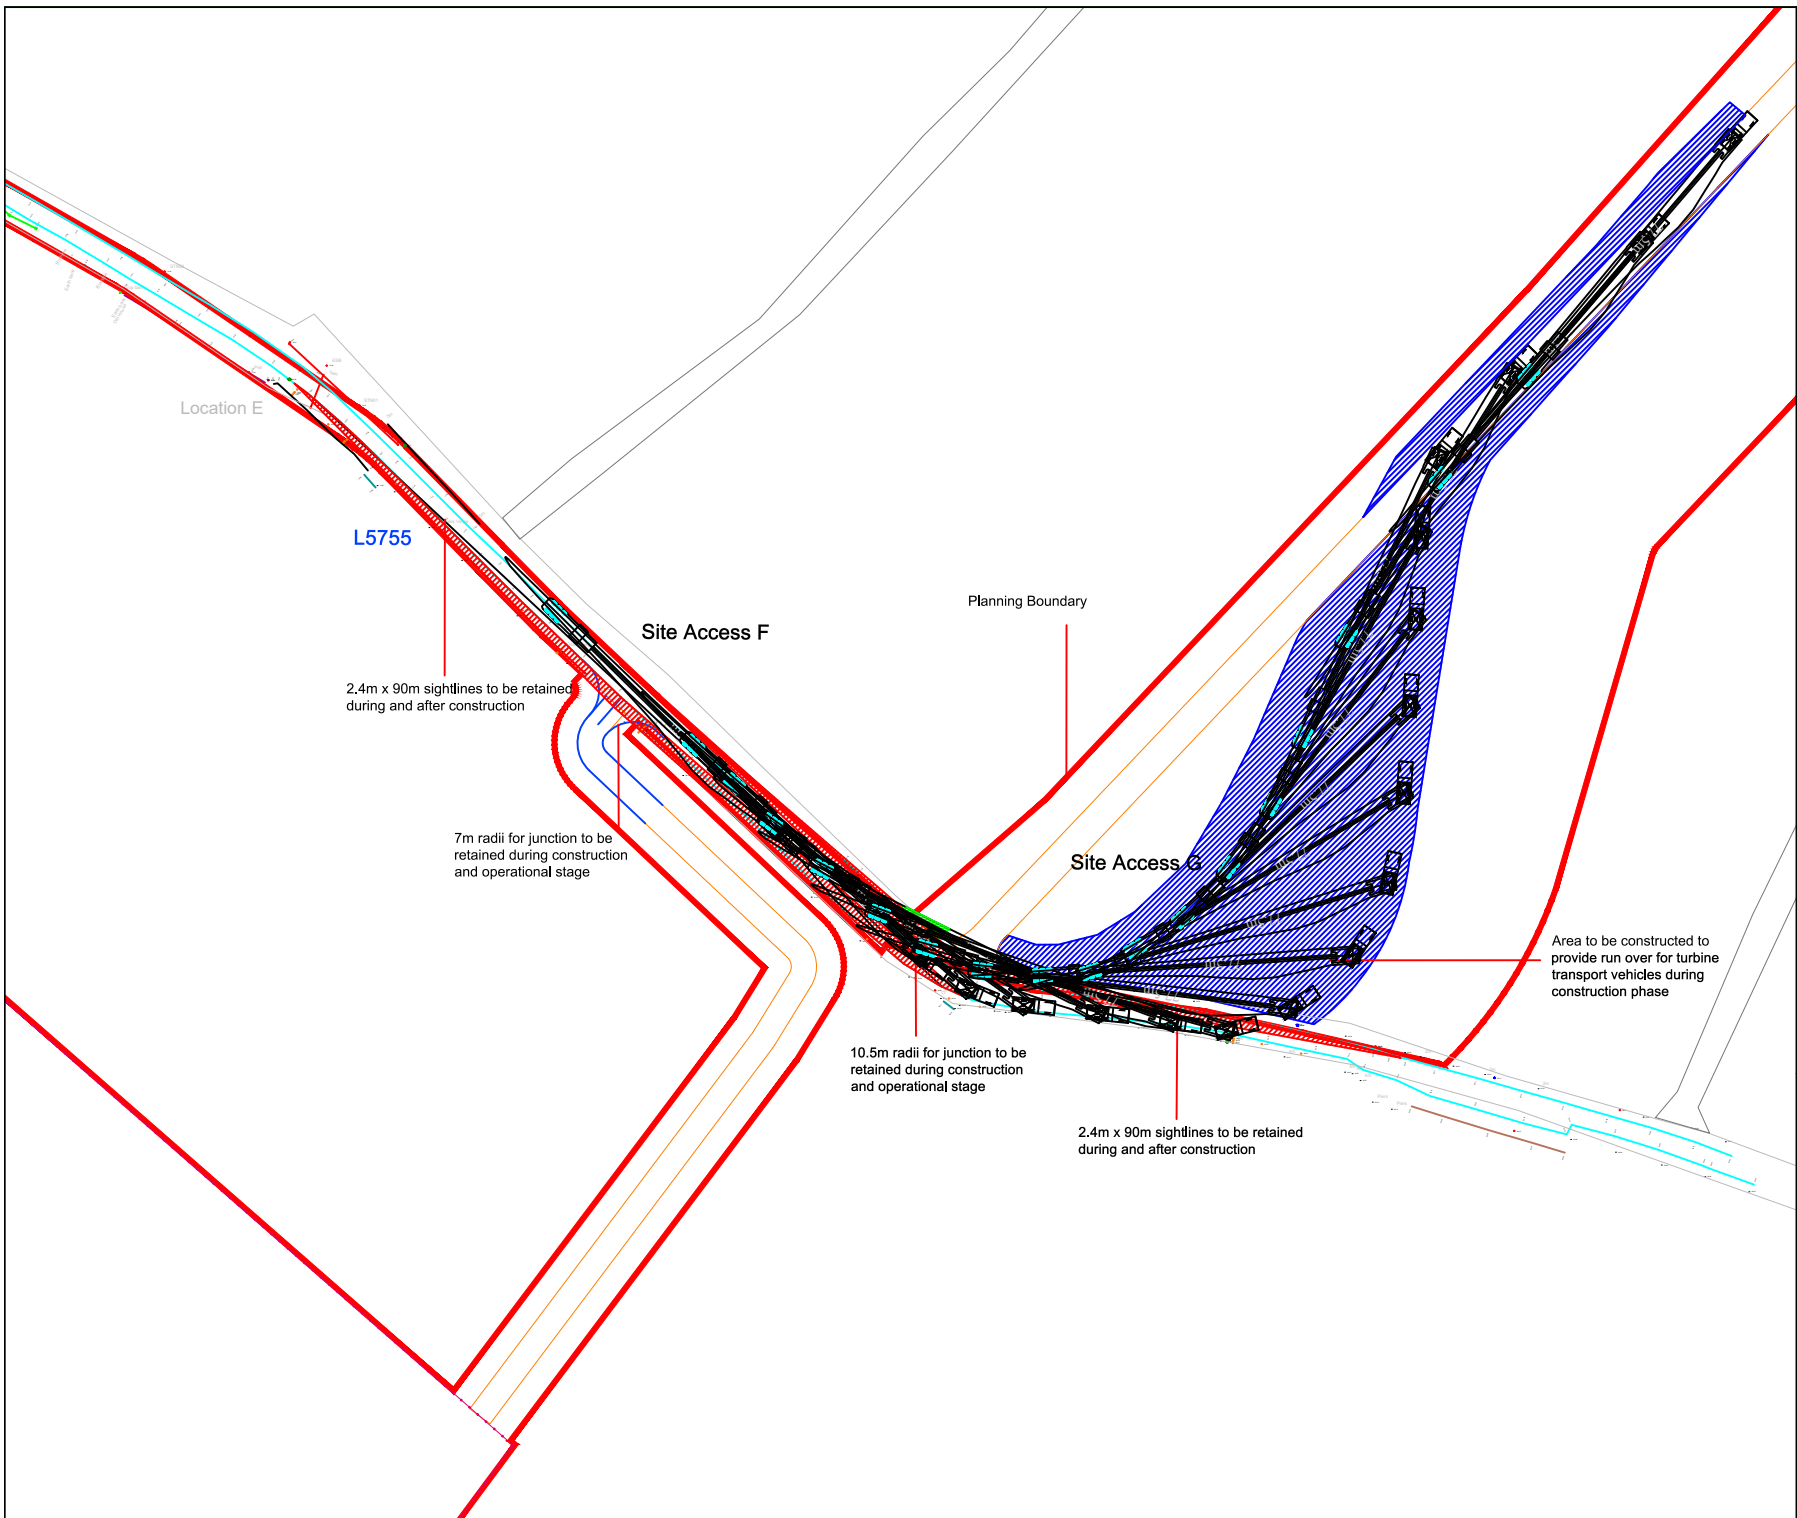 Location E
L5755
Site Access F
Planning Boundary
2.4m x 90m sightlines to be retained
during and after construction
7m radii for junction to be
retained during construction
and operational stage
Site Access G
Area to be constructed to
provide run over for turbine
transport vehicles during
construction phase
10.5m radii for junction to be
retained during construction
and operational stage
2.4m x 90m sightlines to be retained
during and after construction